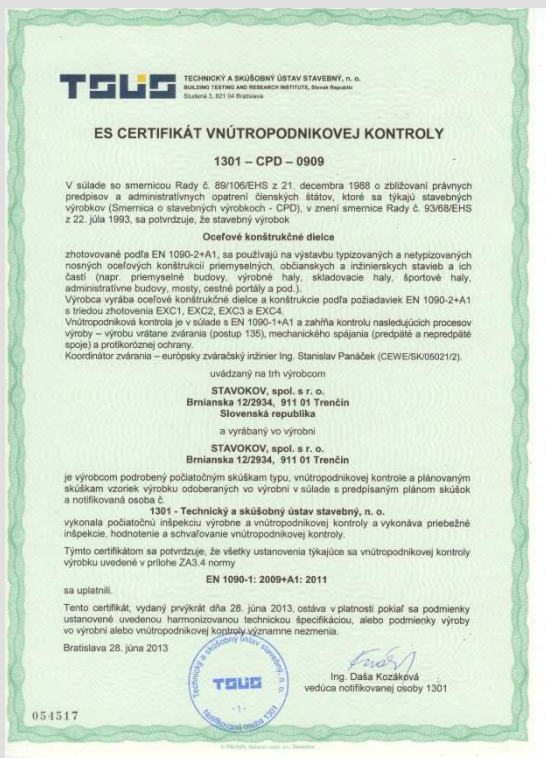 TSUS
TECHNICKÝ A SKÚŠOBNÝ ÚSTAV STAVEBNÝ, n. o.
BUILDING TESTING AND RESEARCH INSTITUTE, Slovak Republic
Studená 3, 821 04 Bratislava
ES CERTIFIKÁT VNÚTROPODNIKOVEJ KONTROLY
1301 – CPD – 0909
V súlade so smernicou Rady č. 89/106/EHS z 21. decembra 1988 o zbližovaní právnych
predpisov a administratívnych opatrení členských štátov, ktoré sa týkajú stavebných
výrobkov (Smernica o stavebných výrobkoch - CPD), v znení smernice Rady č. 93/68/EHS
z 22. júla 1993, sa potvrdzuje, že stavebný výrobok
Oceľové konštrukčné dielce
zhotovované podľa EN 1090-2+A1, sa používajú na výstavbu typizovaných a netypizovaných
nosných oceľových konštrukcií priemyselných, občianskych a inžinierskych stavieb a ich
častí (napr. priemyselné budovy, výrobné haly, skladovacie haly, športové haly,
administratívne budovy, mosty, cestné portály a pod.).
Výrobca vyrába oceľové konštrukčné dielce a konštrukcie podľa požiadaviek EN 1090-2+A1
s triedou zhotovenia EXC1, EXC2, EXC3 a EXC4.
Vnútropodniková kontrola je v súlade s EN 1090-1+A1 a zahŕňa kontrolu nasledujúcich procesov
výroby – výrobu vrátane zvárania (postup 135), mechanického spájania (predpäté a nepredpäté
spoje) a protikoróznej ochrany.
Koordinátor zvárania – európsky zváračský inžinier Ing. Stanislav Panáček (CEWE/SK/05021/2).
uvádzaný na trh výrobcom
STAVOKOV, spol. s r. o.
Brnianska 12/2934, 911 01 Trenčín
Slovenská republika
a vyrábaný vo výrobni
STAVOKOV, spol. s r. o.
Brnianska 12/2934, 911 01 Trenčín
je výrobcom podrobený počiatočným skúškam typu, vnútropodnikovej kontrole a plánovaným
skúškam vzoriek výrobku odoberaných vo výrobni v súlade s predpísaným plánom skúšok
a notifikovaná osoba č.
1301 - Technický a skúšobný ústav stavebný, n. o.
vykonala počiatočnú inšpekciu výrobne a vnútropodnikovej kontroly a vykonáva priebežné
inšpekcie, hodnotenie a schvaľovanie vnútropodnikovej kontroly.
Týmto certifikátom sa potvrdzuje, že všetky ustanovenia týkajúce sa vnútropodnikovej kontroly
výrobku uvedené v prílohe ZA3.4 normy
EN 1090-1: 2009+A1: 2011
sa uplatnili.
Tento certifikát, vydaný prvýkrát dňa 28. júna 2013, ostáva v platnosti pokiaľ sa podmienky
ustanovené uvedenou harmonizovanou technickou špecifikáciou, alebo podmienky výroby
vo výrobni alebo vnútropodnikovej kontroly významne nezmenia.
Bratislava 28. júna 2013
Technický a skúšobný ústav stavebný, n. o.
TSUS
- 1 -
Notifikovaná osoba 1301
Ing. Daša Kozáková
vedúca notifikovanej osoby 1301
054517